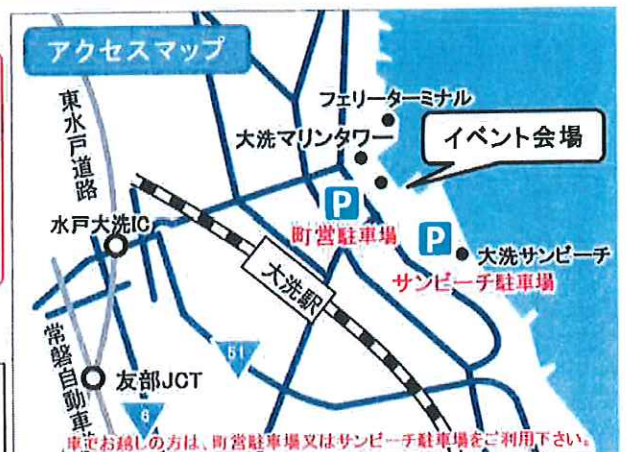 アクセスマップ
東水戸道路
フェリーターミナル
大洗マリンタワー
イベント会場
P
町営駐車場
水戸大洗IC
P
大洗サンビーチ
サンビーチ駐車場
大洗駅
51
常磐自動車道
友部JCT
6
車でお越しの方は、町営駐車場又はサンビーチ駐車場をご利用下さい。